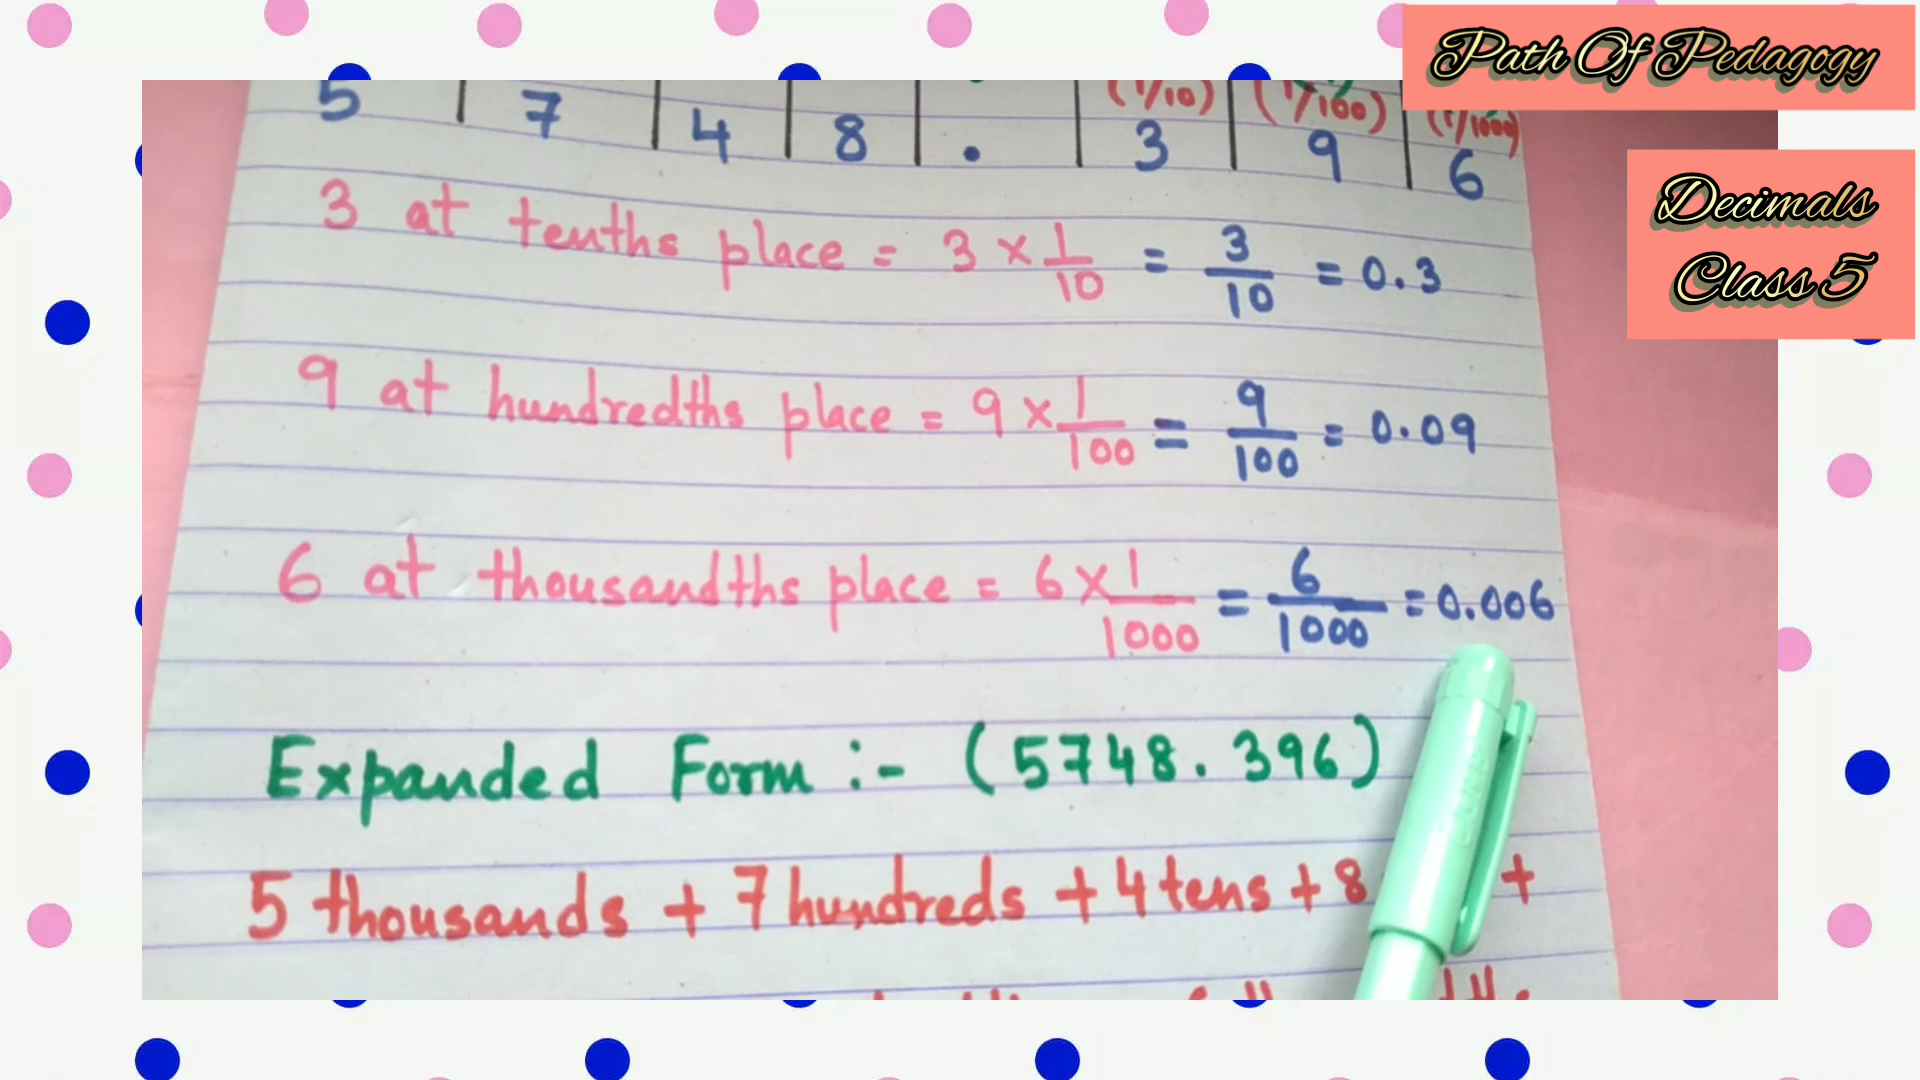 Path Of Pedagogy
Decimals
Class 5
(1/10) (1/100) (1/1000)
5 7 4 8 . 3 9 6
3 at tenths place = 3 × 1/10 = 3/10 = 0.3
9 at hundredths place = 9 × 1/100 = 9/100 = 0.09
6 at thousandths place = 6 × 1/1000 = 6/1000 = 0.006
Expanded Form :- (5748.396)
5 thousands + 7 hundreds + 4 tens + 8 +